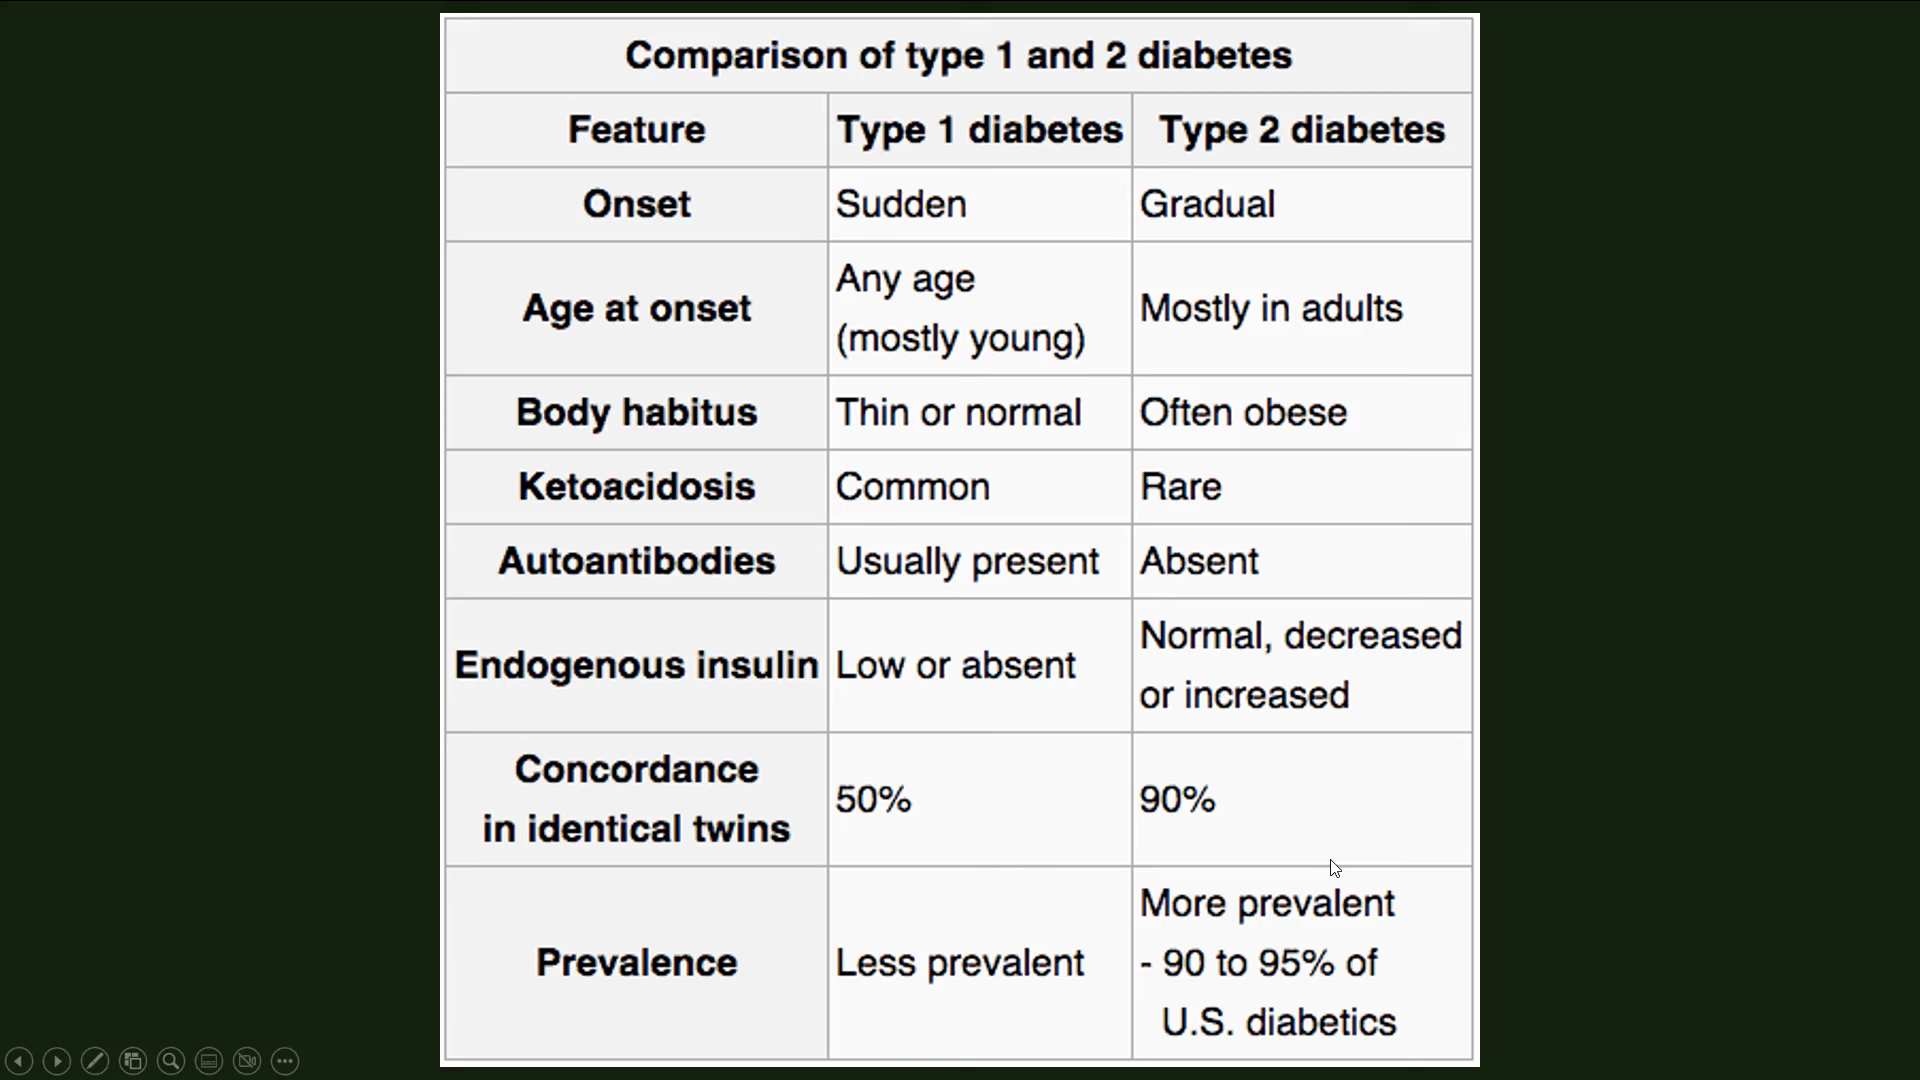 Comparison of type 1 and 2 diabetes
Feature
Type 1 diabetes
Type 2 diabetes
Onset
Sudden
Gradual
Age at onset
Any age
(mostly young)
Mostly in adults
Body habitus
Thin or normal
Often obese
Ketoacidosis
Common
Rare
Autoantibodies
Usually present
Absent
Endogenous insulin
Low or absent
Normal, decreased
or increased
Concordance
in identical twins
50%
90%
Prevalence
Less prevalent
More prevalent
- 90 to 95% of
U.S. diabetics